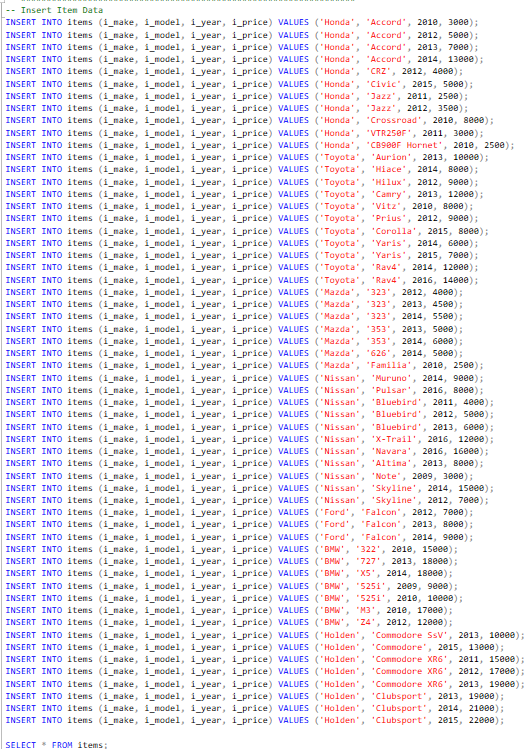 -- Insert Item Data
INSERT INTO items (i_make, i_model, i_year, i_price) VALUES ('Honda', 'Accord', 2010, 3000);
INSERT INTO items (i_make, i_model, i_year, i_price) VALUES ('Honda', 'Accord', 2012, 5000);
INSERT INTO items (i_make, i_model, i_year, i_price) VALUES ('Honda', 'Accord', 2013, 7000);
INSERT INTO items (i_make, i_model, i_year, i_price) VALUES ('Honda', 'Accord', 2014, 13000);
INSERT INTO items (i_make, i_model, i_year, i_price) VALUES ('Honda', 'CRZ', 2012, 4000);
INSERT INTO items (i_make, i_model, i_year, i_price) VALUES ('Honda', 'Civic', 2015, 5000);
INSERT INTO items (i_make, i_model, i_year, i_price) VALUES ('Honda', 'Jazz', 2011, 2500);
INSERT INTO items (i_make, i_model, i_year, i_price) VALUES ('Honda', 'Jazz', 2012, 3500);
INSERT INTO items (i_make, i_model, i_year, i_price) VALUES ('Honda', 'Crossroad', 2010, 8000);
INSERT INTO items (i_make, i_model, i_year, i_price) VALUES ('Honda', 'VTR250F', 2011, 3000);
INSERT INTO items (i_make, i_model, i_year, i_price) VALUES ('Honda', 'CB900F Hornet', 2010, 2500);
INSERT INTO items (i_make, i_model, i_year, i_price) VALUES ('Toyota', 'Aurion', 2013, 10000);
INSERT INTO items (i_make, i_model, i_year, i_price) VALUES ('Toyota', 'Hiace', 2014, 8000);
INSERT INTO items (i_make, i_model, i_year, i_price) VALUES ('Toyota', 'Hilux', 2012, 9000);
INSERT INTO items (i_make, i_model, i_year, i_price) VALUES ('Toyota', 'Camry', 2013, 12000);
INSERT INTO items (i_make, i_model, i_year, i_price) VALUES ('Toyota', 'Vitz', 2010, 8000);
INSERT INTO items (i_make, i_model, i_year, i_price) VALUES ('Toyota', 'Prius', 2012, 9000);
INSERT INTO items (i_make, i_model, i_year, i_price) VALUES ('Toyota', 'Corolla', 2015, 8000);
INSERT INTO items (i_make, i_model, i_year, i_price) VALUES ('Toyota', 'Yaris', 2014, 6000);
INSERT INTO items (i_make, i_model, i_year, i_price) VALUES ('Toyota', 'Yaris', 2015, 7000);
INSERT INTO items (i_make, i_model, i_year, i_price) VALUES ('Toyota', 'Rav4', 2014, 12000);
INSERT INTO items (i_make, i_model, i_year, i_price) VALUES ('Toyota', 'Rav4', 2016, 14000);
INSERT INTO items (i_make, i_model, i_year, i_price) VALUES ('Mazda', '323', 2012, 4000);
INSERT INTO items (i_make, i_model, i_year, i_price) VALUES ('Mazda', '323', 2013, 4500);
INSERT INTO items (i_make, i_model, i_year, i_price) VALUES ('Mazda', '323', 2014, 5500);
INSERT INTO items (i_make, i_model, i_year, i_price) VALUES ('Mazda', '353', 2013, 5000);
INSERT INTO items (i_make, i_model, i_year, i_price) VALUES ('Mazda', '353', 2014, 6000);
INSERT INTO items (i_make, i_model, i_year, i_price) VALUES ('Mazda', '626', 2014, 5000);
INSERT INTO items (i_make, i_model, i_year, i_price) VALUES ('Mazda', 'Familia', 2010, 2500);
INSERT INTO items (i_make, i_model, i_year, i_price) VALUES ('Nissan', 'Muruno', 2014, 9000);
INSERT INTO items (i_make, i_model, i_year, i_price) VALUES ('Nissan', 'Pulsar', 2016, 8000);
INSERT INTO items (i_make, i_model, i_year, i_price) VALUES ('Nissan', 'Bluebird', 2011, 4000);
INSERT INTO items (i_make, i_model, i_year, i_price) VALUES ('Nissan', 'Bluebird', 2012, 5000);
INSERT INTO items (i_make, i_model, i_year, i_price) VALUES ('Nissan', 'Bluebird', 2013, 6000);
INSERT INTO items (i_make, i_model, i_year, i_price) VALUES ('Nissan', 'X-Trail', 2016, 12000);
INSERT INTO items (i_make, i_model, i_year, i_price) VALUES ('Nissan', 'Navara', 2016, 16000);
INSERT INTO items (i_make, i_model, i_year, i_price) VALUES ('Nissan', 'Altima', 2013, 8000);
INSERT INTO items (i_make, i_model, i_year, i_price) VALUES ('Nissan', 'Note', 2009, 3000);
INSERT INTO items (i_make, i_model, i_year, i_price) VALUES ('Nissan', 'Skyline', 2014, 15000);
INSERT INTO items (i_make, i_model, i_year, i_price) VALUES ('Nissan', 'Skyline', 2012, 7000);
INSERT INTO items (i_make, i_model, i_year, i_price) VALUES ('Ford', 'Falcon', 2012, 7000);
INSERT INTO items (i_make, i_model, i_year, i_price) VALUES ('Ford', 'Falcon', 2013, 8000);
INSERT INTO items (i_make, i_model, i_year, i_price) VALUES ('Ford', 'Falcon', 2014, 9000);
INSERT INTO items (i_make, i_model, i_year, i_price) VALUES ('BMW', '322', 2010, 15000);
INSERT INTO items (i_make, i_model, i_year, i_price) VALUES ('BMW', '727', 2013, 18000);
INSERT INTO items (i_make, i_model, i_year, i_price) VALUES ('BMW', 'X5', 2014, 18000);
INSERT INTO items (i_make, i_model, i_year, i_price) VALUES ('BMW', '525i', 2009, 9000);
INSERT INTO items (i_make, i_model, i_year, i_price) VALUES ('BMW', '525i', 2010, 10000);
INSERT INTO items (i_make, i_model, i_year, i_price) VALUES ('BMW', 'M3', 2010, 17000);
INSERT INTO items (i_make, i_model, i_year, i_price) VALUES ('BMW', 'Z4', 2012, 12000);
INSERT INTO items (i_make, i_model, i_year, i_price) VALUES ('Holden', 'Commodore SsV', 2013, 10000);
INSERT INTO items (i_make, i_model, i_year, i_price) VALUES ('Holden', 'Commodore', 2015, 13000);
INSERT INTO items (i_make, i_model, i_year, i_price) VALUES ('Holden', 'Commodore XR6', 2011, 15000);
INSERT INTO items (i_make, i_model, i_year, i_price) VALUES ('Holden', 'Commodore XR6', 2012, 17000);
INSERT INTO items (i_make, i_model, i_year, i_price) VALUES ('Holden', 'Commodore XR6', 2013, 19000);
INSERT INTO items (i_make, i_model, i_year, i_price) VALUES ('Holden', 'Clubsport', 2013, 19000);
INSERT INTO items (i_make, i_model, i_year, i_price) VALUES ('Holden', 'Clubsport', 2014, 21000);
INSERT INTO items (i_make, i_model, i_year, i_price) VALUES ('Holden', 'Clubsport', 2015, 22000);
SELECT * FROM items;